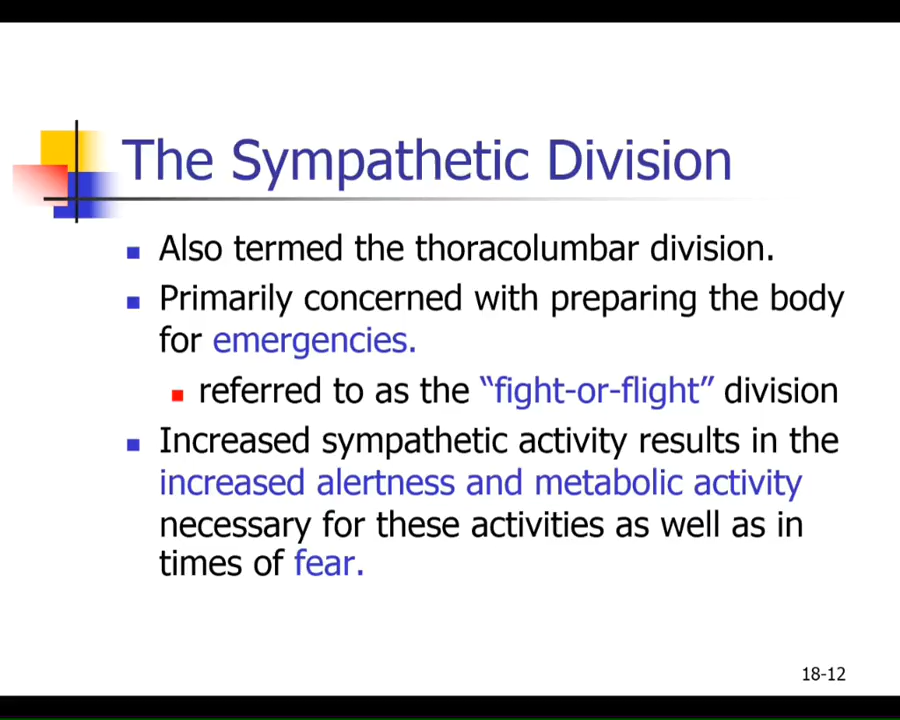 The Sympathetic Division
Also termed the thoracolumbar division.
Primarily concerned with preparing the body
for emergencies.
referred to as the “fight-or-flight” division
Increased sympathetic activity results in the
increased alertness and metabolic activity
necessary for these activities as well as in
times of fear.
18-12